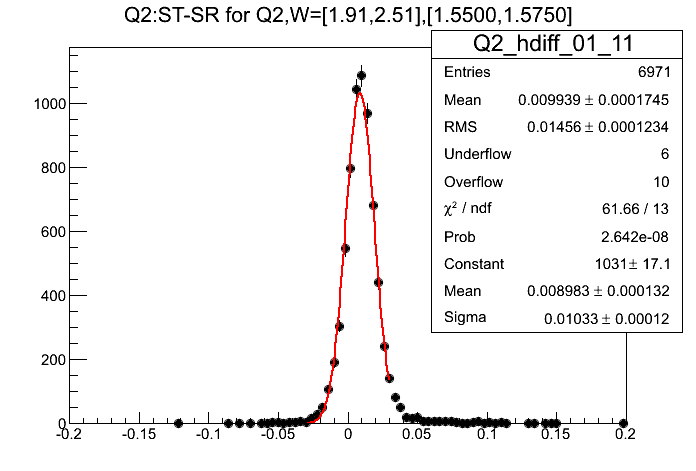 Q2:ST-SR for Q2,W=[1.91,2.51],[1.5500,1.5750]
Q2_hdiff_01_11
Entries 6971
Mean 0.009939 ± 0.0001745
RMS 0.01456 ± 0.0001234
Underflow 6
Overflow 10
χ² / ndf 61.66 / 13
Prob 2.642e-08
Constant 1031 ± 17.1
Mean 0.008983 ± 0.000132
Sigma 0.01033 ± 0.00012
1000
800
600
400
200
0
-0.2 -0.15 -0.1 -0.05 0 0.05 0.1 0.15 0.2